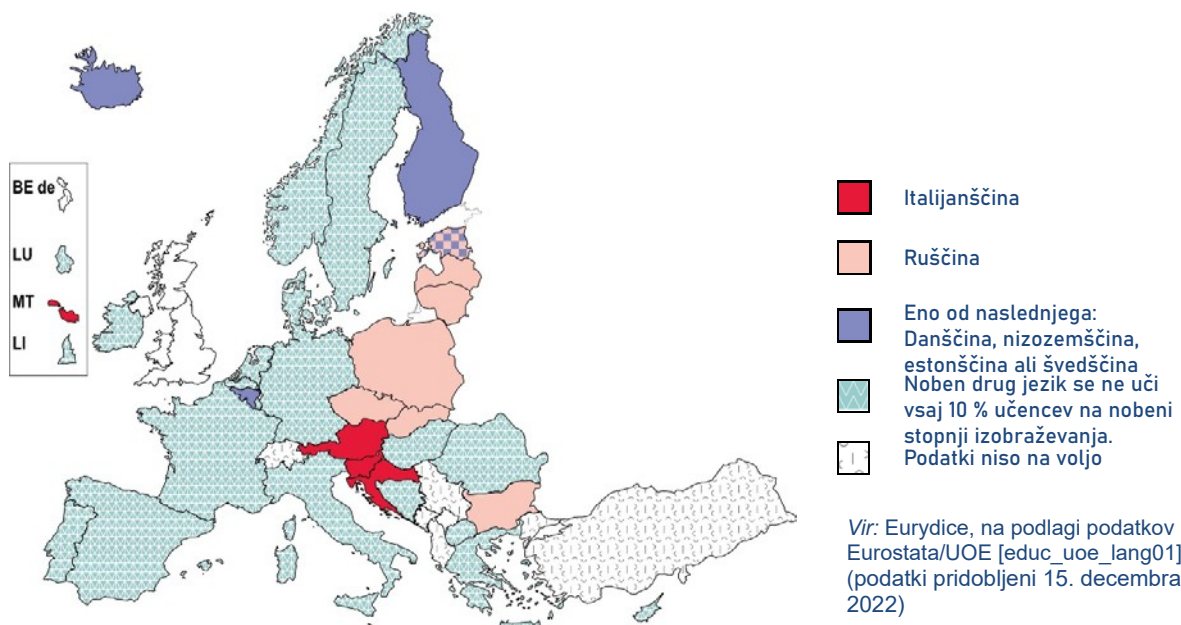 BE de
LU
MT
LI
Italijanščina
Ruščina
Eno od naslednjega:
Danščina, nizozemščina,
estonščina ali švedščina
Noben drug jezik se ne uči
vsaj 10 % učencev na nobeni
stopnji izobraževanja.
Podatki niso na voljo
Vir: Eurydice, na podlagi podatkov
Eurostata/UOE [educ_uoe_lang01]
(podatki pridobljeni 15. decembra
2022)